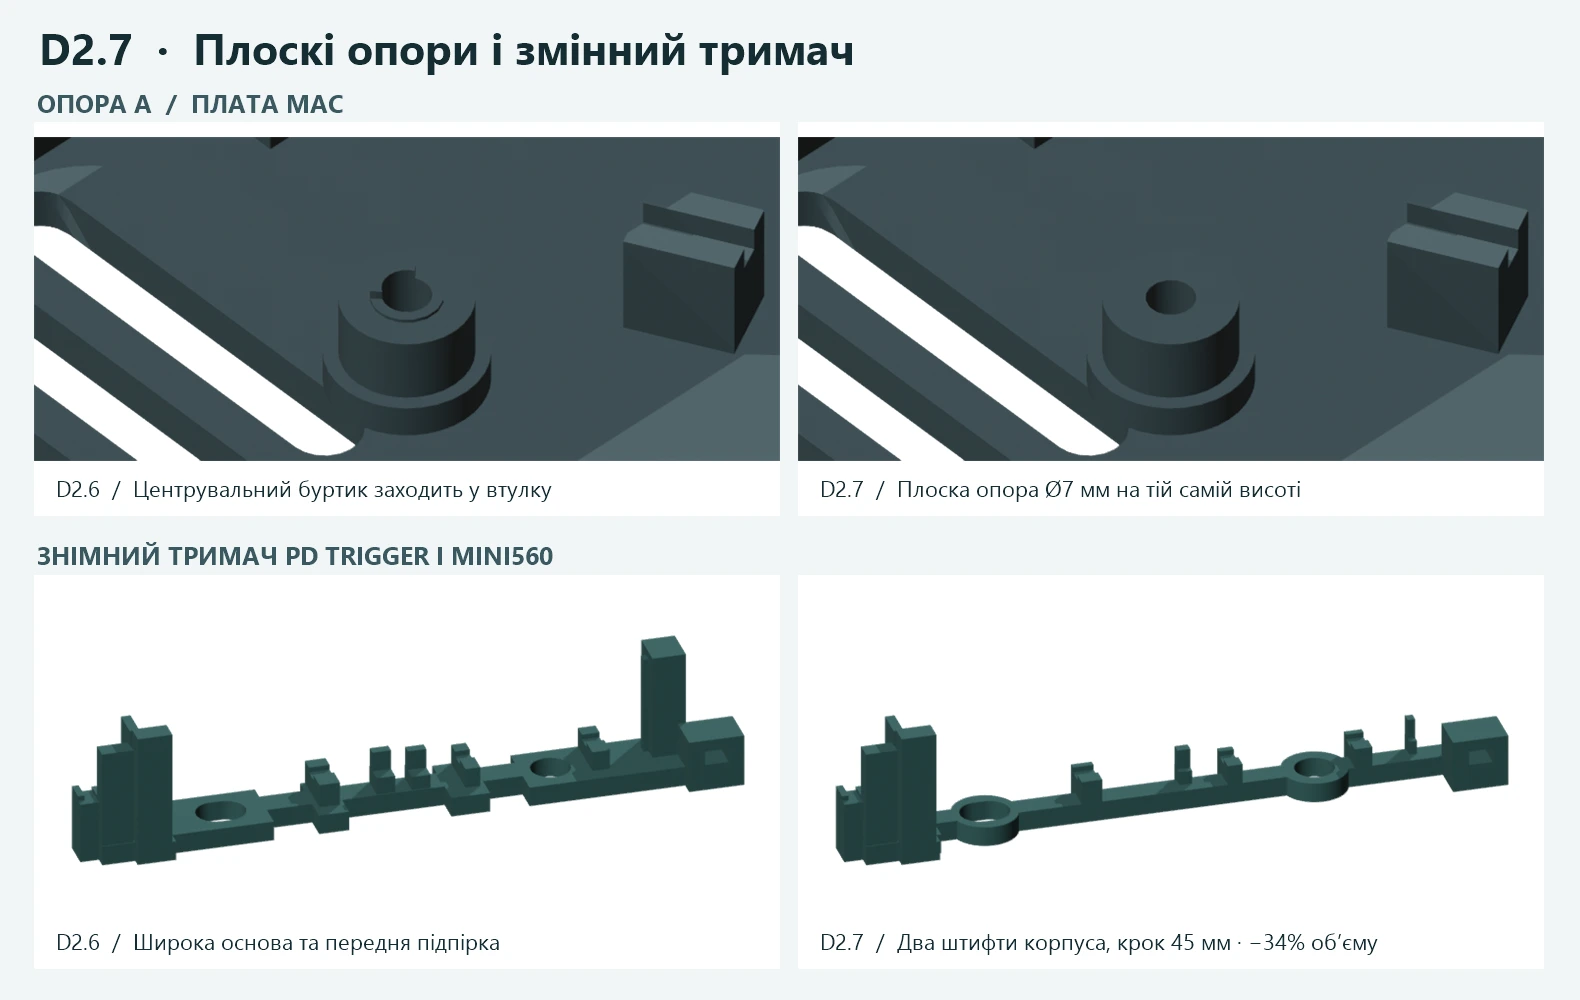 D2.7 · Плоскі опори і змінний тримач
ОПОРА A / ПЛАТА MAC
D2.6 / Центрувальний буртик заходить у втулку
D2.7 / Плоска опора Ø7 мм на тій самій висоті
ЗНІМНИЙ ТРИМАЧ PD TRIGGER І MINI560
D2.6 / Широка основа та передня підпірка
D2.7 / Два штифти корпуса, крок 45 мм · −34% об’єму